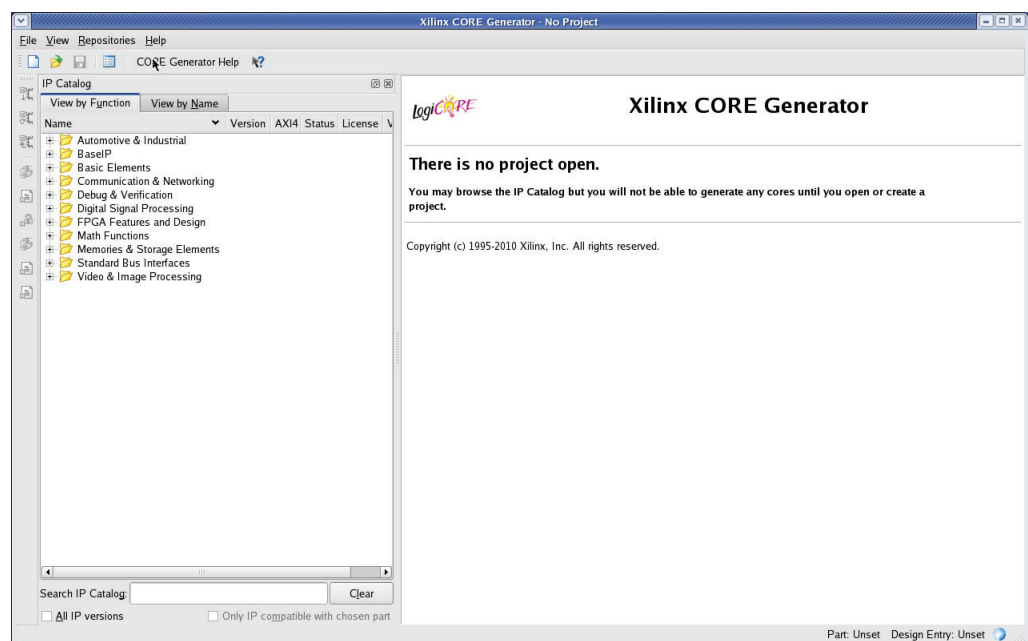 Xilinx CORE Generator - No Project
File View Repositories Help
CORE Generator Help
IP Catalog
View by Function View by Name
Name Version AXI4 Status License V
Automotive & Industrial
BaseIP
Basic Elements
Communication & Networking
Debug & Verification
Digital Signal Processing
FPGA Features and Design
Math Functions
Memories & Storage Elements
Standard Bus Interfaces
Video & Image Processing
Search IP Catalog: Clear
All IP versions Only IP compatible with chosen part
LogiCORE
Xilinx CORE Generator
There is no project open.
You may browse the IP Catalog but you will not be able to generate any cores until you open or create a
project.
Copyright (c) 1995-2010 Xilinx, Inc. All rights reserved.
Part: Unset Design Entry: Unset